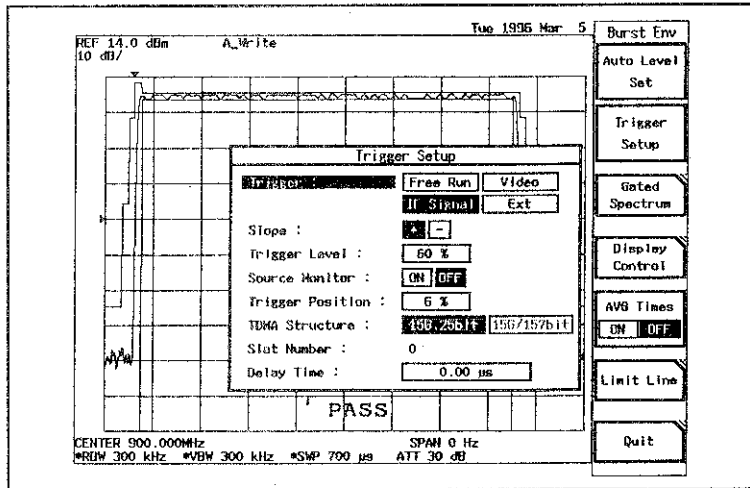 Tue 1996 Mar 5
REF 14.0 dBm A_Write
10 dB/
Trigger Setup
Trigger : Free Run Video
IF Signal Ext
Slope : + -
Trigger Level : 60 %
Source Monitor : ON OFF
Trigger Position : 6 %
TDMA Structure : 156.25bit 156/157bit
Slot Number : 0
Delay Time : 0.00 µs
PASS
CENTER 900.000MHz SPAN 0 Hz
*RBW 300 kHz *VBW 300 kHz *SWP 700 µs ATT 30 dB
Burst Env
Auto Level
Set
Trigger
Setup
Gated
Spectrum
Display
Control
AVG Times
ON OFF
Limit Line
Quit